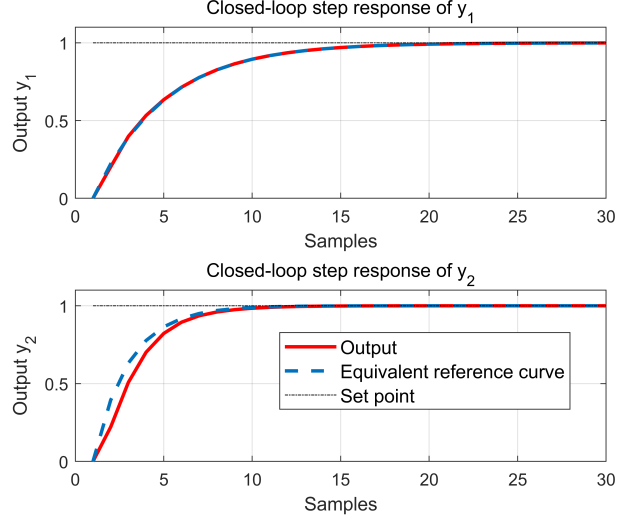 Closed-loop step response of y1
1
0.5
0
Output y1
0 5 10 15 20 25 30
Samples
Closed-loop step response of y2
1
0.5
0
Output y2
Output
Equivalent reference curve
Set point
0 5 10 15 20 25 30
Samples